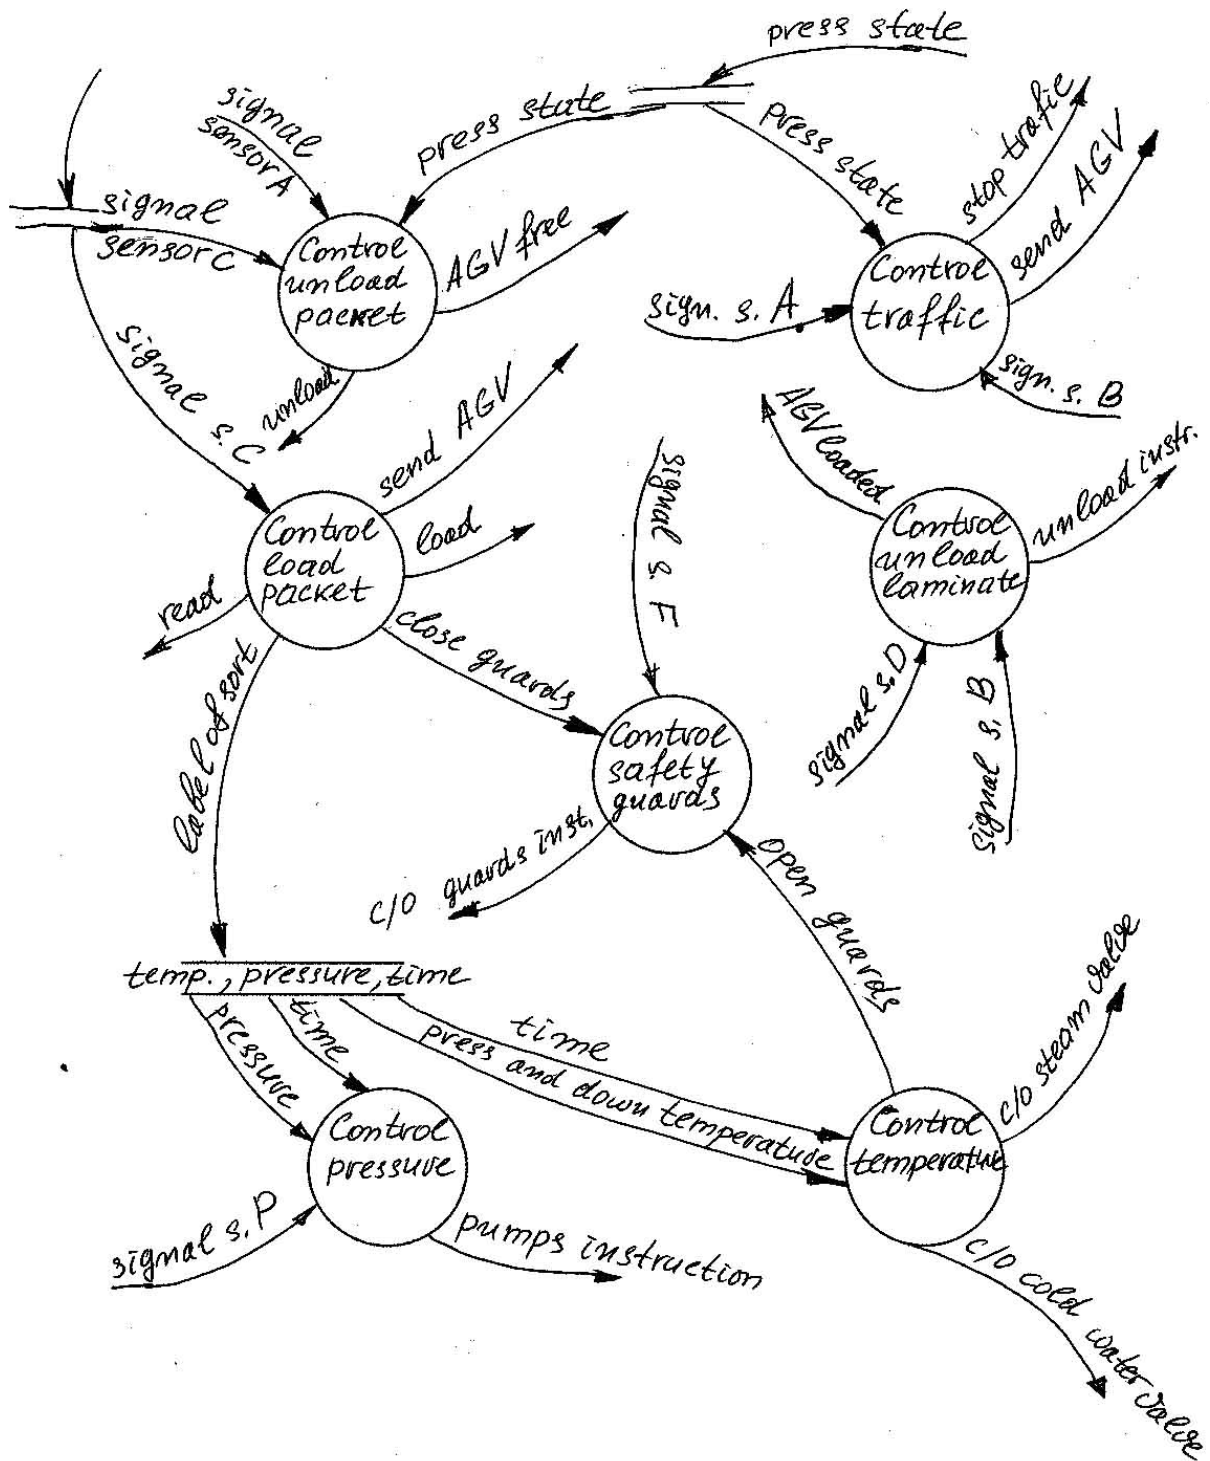 press state
signal
sensor A
press state
press state
stop trafic
send AGV
signal
sensor C
Control
unload
packet
AGV free
Control
traffic
sign. s. A
sign. s. B
signal s. C
unload
send AGV
AGV loaded
unload instr.
Control
load
packet
load
read
signal s. F
Control
unload
laminate
close guards
label of sort
signal s. D
signal s. B
Control
safety
guards
c/o guards inst.
open guards
temp., pressure, time
pressure
time
time
press and down temperature
c/o steam valve
Control
pressure
Control
temperature
signal s. P
pumps instruction
c/o cold water valve